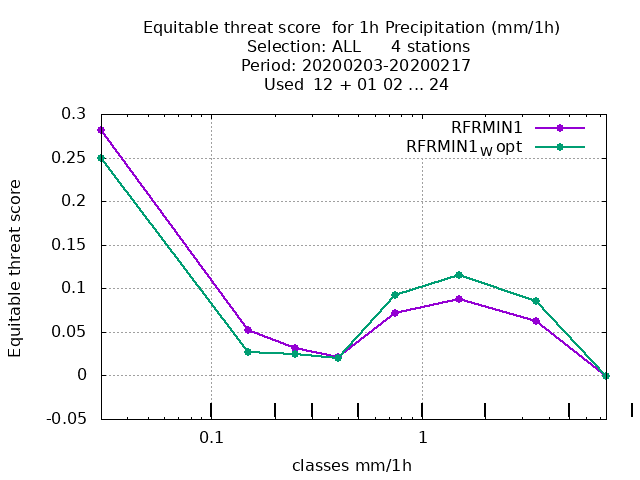 Equitable threat score  for 1h Precipitation (mm/1h)
Selection: ALL      4 stations
Period: 20200203-20200217
Used  12 + 01 02 ... 24
RFRMIN1
RFRMIN1W opt
0.3
0.25
0.2
0.15
0.1
0.05
0
-0.05
Equitable threat score
0.1
1
classes mm/1h